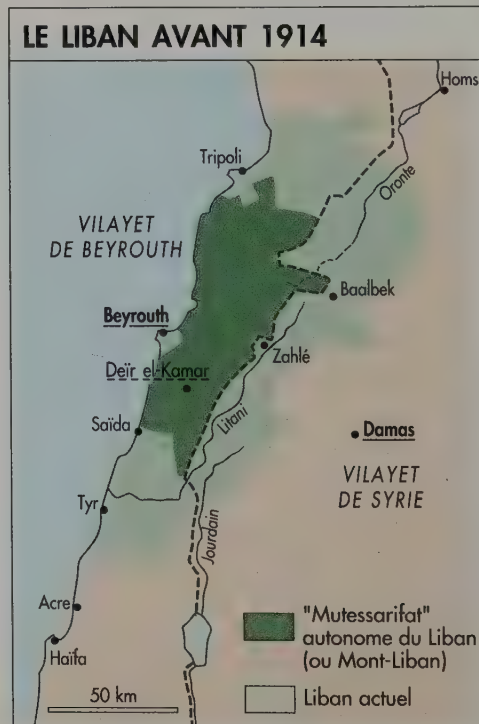 LE LIBAN AVANT 1914
Homs
Tripoli
Oronte
VILAYET
DE BEYROUTH
Baalbek
Beyrouth
Zahlé
Deïr el-Kamar
Litani
Saïda
Damas
VILAYET
DE SYRIE
Tyr
Jourdain
Acre
Haïfa
"Mutessarifat"
autonome du Liban
(ou Mont-Liban)
50 km
Liban actuel